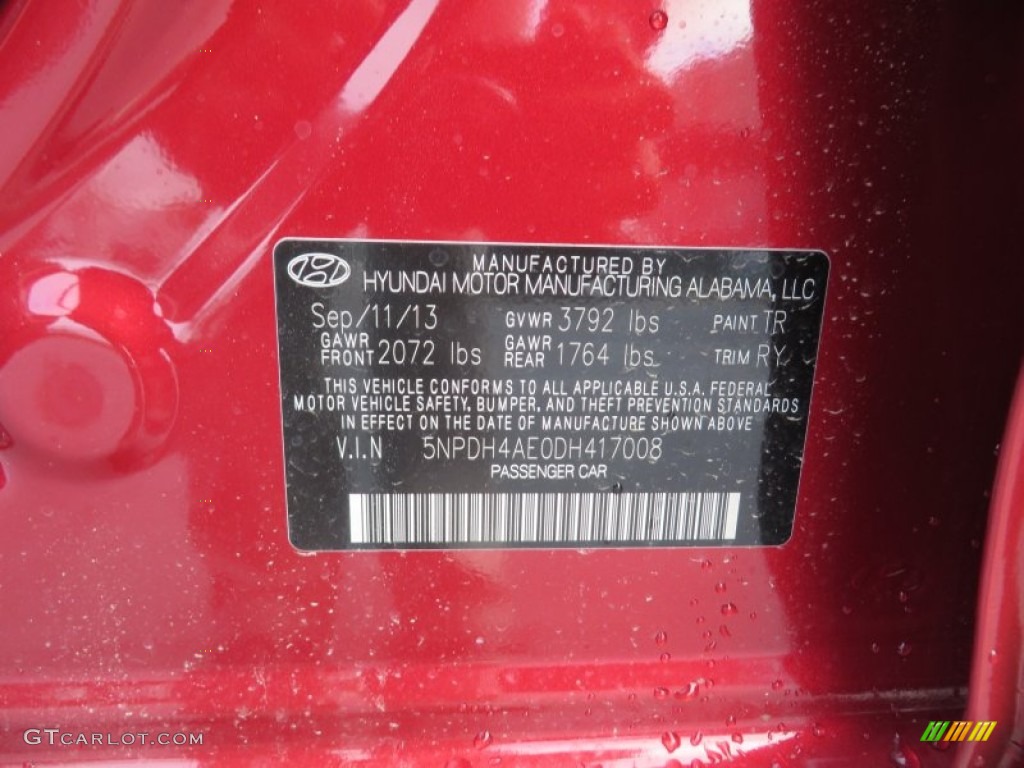 MANUFACTURED BY
HYUNDAI MOTOR MANUFACTURING ALABAMA, LLC
Sep/11/13 GVWR 3792 lbs PAINT TR
GAWR FRONT 2072 lbs GAWR REAR 1764 lbs TRIM RY
THIS VEHICLE CONFORMS TO ALL APPLICABLE U.S.A. FEDERAL
MOTOR VEHICLE SAFETY, BUMPER, AND THEFT PREVENTION STANDARDS
IN EFFECT ON THE DATE OF MANUFACTURE SHOWN ABOVE
V.I.N 5NPDH4AE0DH417008
PASSENGER CAR
GTCARLOT.COM